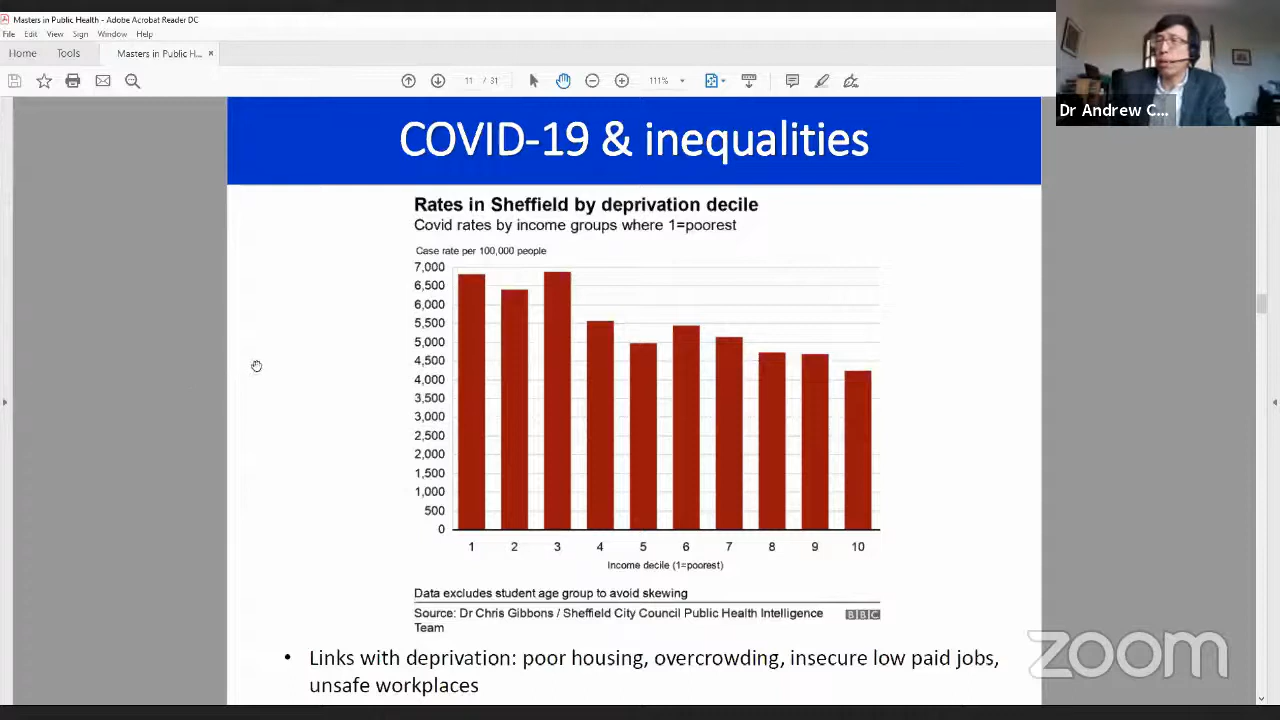 Masters in Public Health - Adobe Acrobat Reader DC
File Edit View Sign Window Help
Home Tools Masters in Public H... ×
11 / 31 111%
Dr Andrew C...
COVID-19 & inequalities
Rates in Sheffield by deprivation decile
Covid rates by income groups where 1=poorest
Case rate per 100,000 people
7,000
6,500
6,000
5,500
5,000
4,500
4,000
3,500
3,000
2,500
2,000
1,500
1,000
500
0
1 2 3 4 5 6 7 8 9 10
Income decile (1=poorest)
Data excludes student age group to avoid skewing
Source: Dr Chris Gibbons / Sheffield City Council Public Health Intelligence
Team
BBC
• Links with deprivation: poor housing, overcrowding, insecure low paid jobs,
unsafe workplaces
zoom